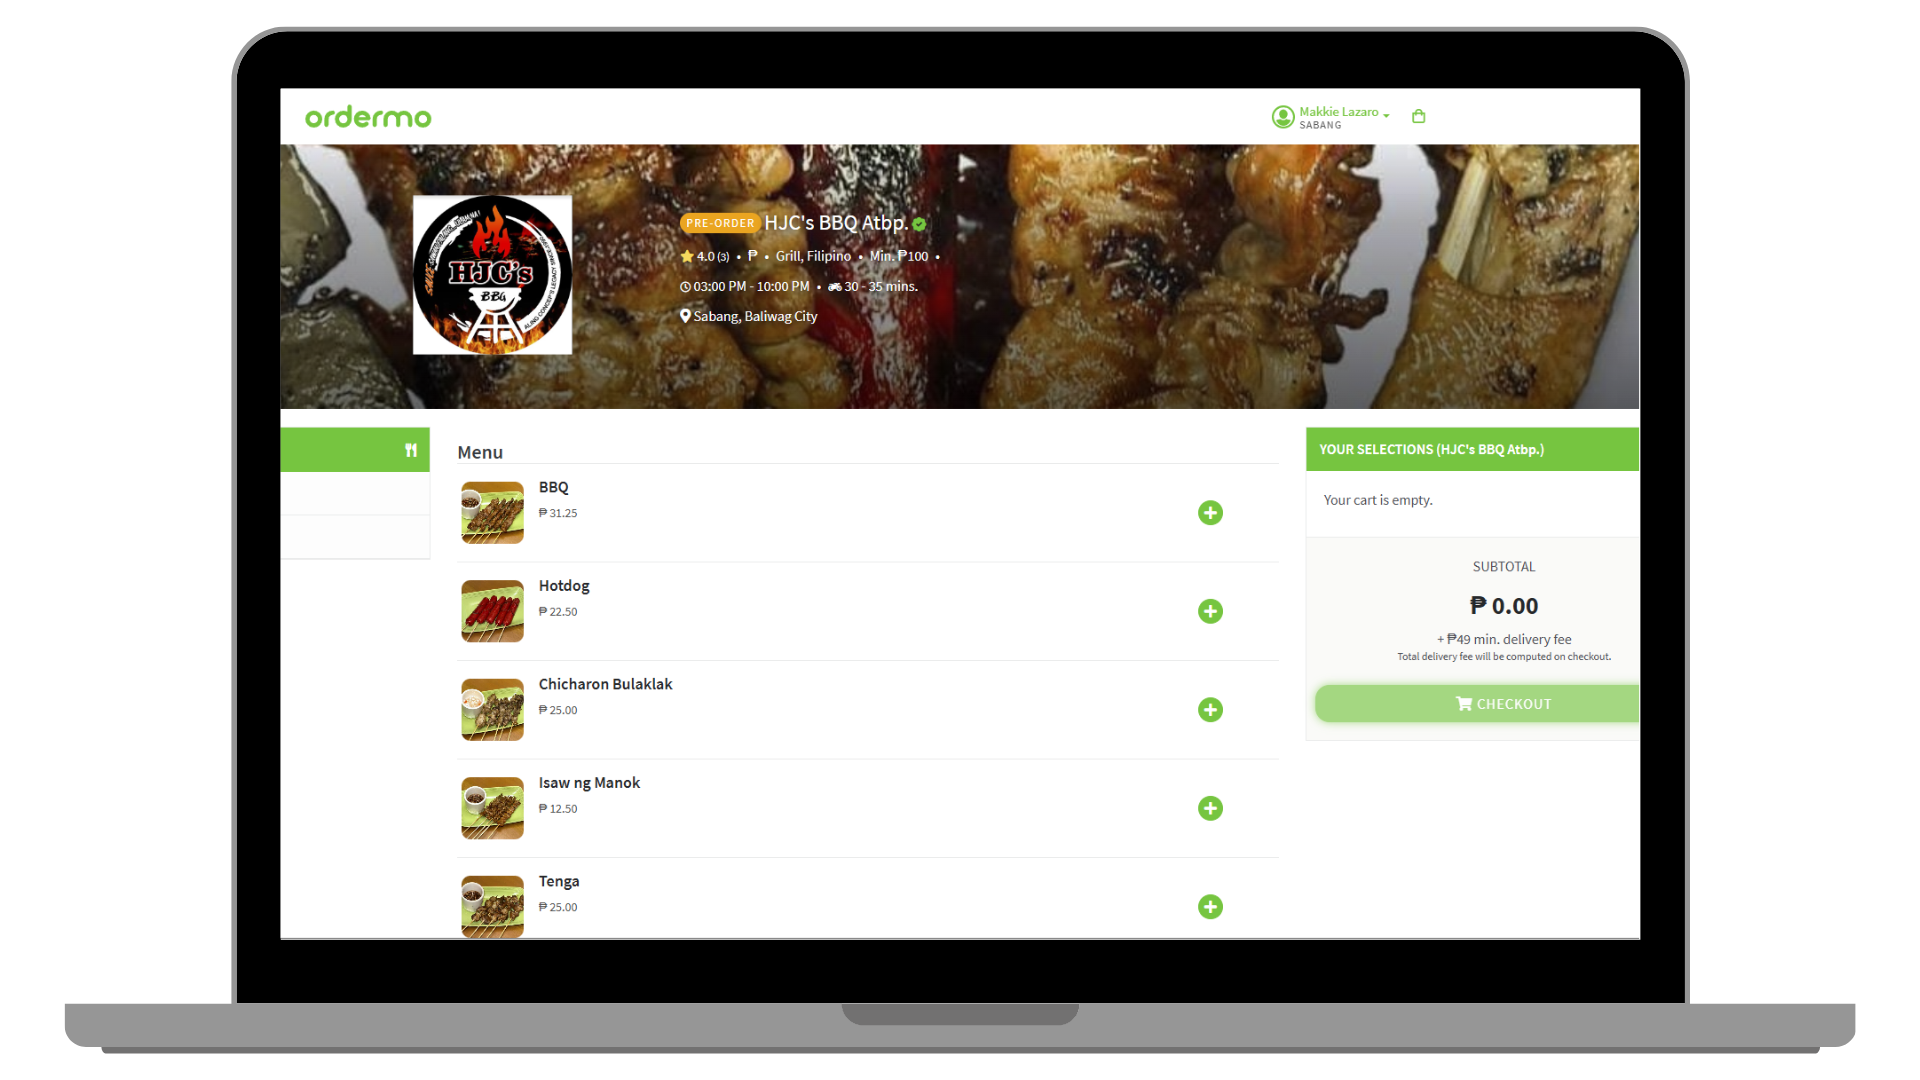 ordermo
Makkie Lazaro
SABANG
HJC's
BBQ
ALING CONCEP'S LEGACY
PRE-ORDER HJC's BBQ Atbp.
4.0 (3) • ₱ • Grill, Filipino • Min. ₱100 •
03:00 PM - 10:00 PM • 30 - 35 mins.
Sabang, Baliwag City
Menu
BBQ
₱ 31.25
Hotdog
₱ 22.50
Chicharon Bulaklak
₱ 25.00
Isaw ng Manok
₱ 12.50
Tenga
₱ 25.00
YOUR SELECTIONS (HJC's BBQ Atbp.)
Your cart is empty.
SUBTOTAL
₱ 0.00
+ ₱49 min. delivery fee
Total delivery fee will be computed on checkout.
CHECKOUT